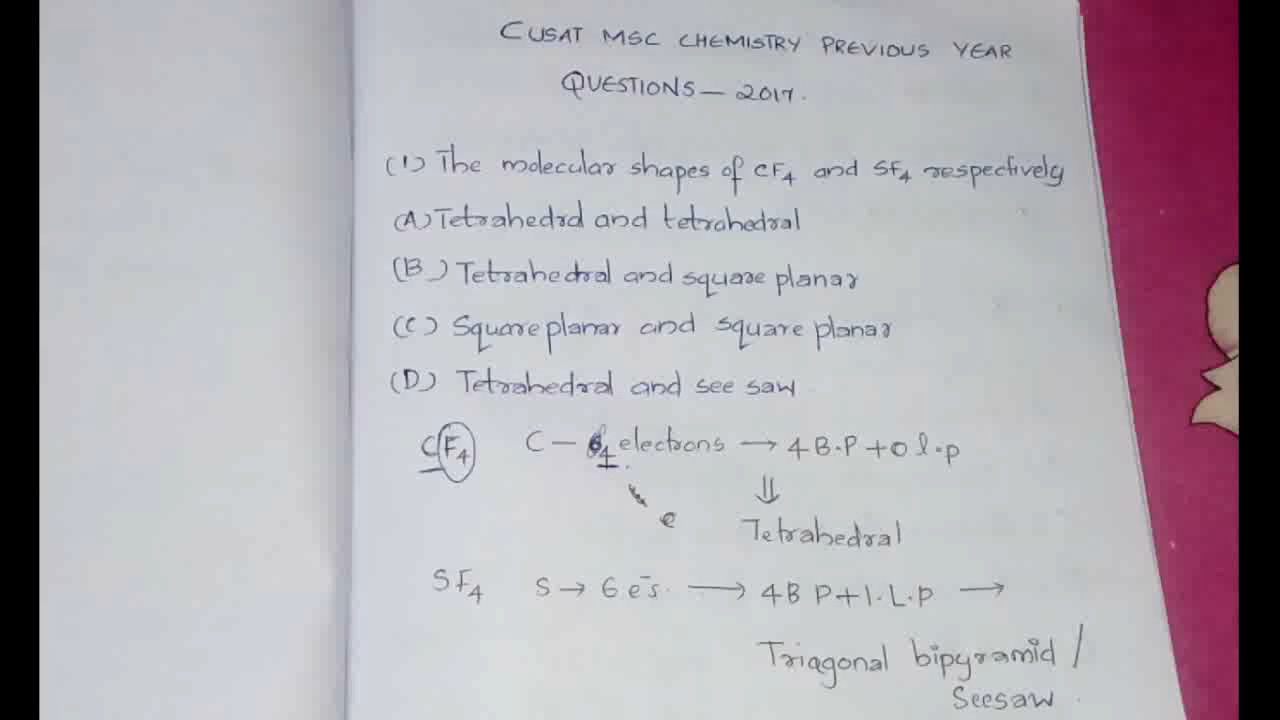 CUSAT MSC CHEMISTRY PREVIOUS YEAR
QUESTIONS — 2017.
(1) The molecular shapes of CF4 and SF4 respectively
(A) Tetrahedral and tetrahedral
(B) Tetrahedral and square planar
(C) Square planar and square planar
(D) Tetrahedral and see saw
CF4 C — 4 electrons → 4 B.P + 0 l.p
⇓
e
Tetrahedral
SF4 S → 6 e⁻s. → 4 B P + 1. L.P →
Triagonal bipyramid /
Seesaw.